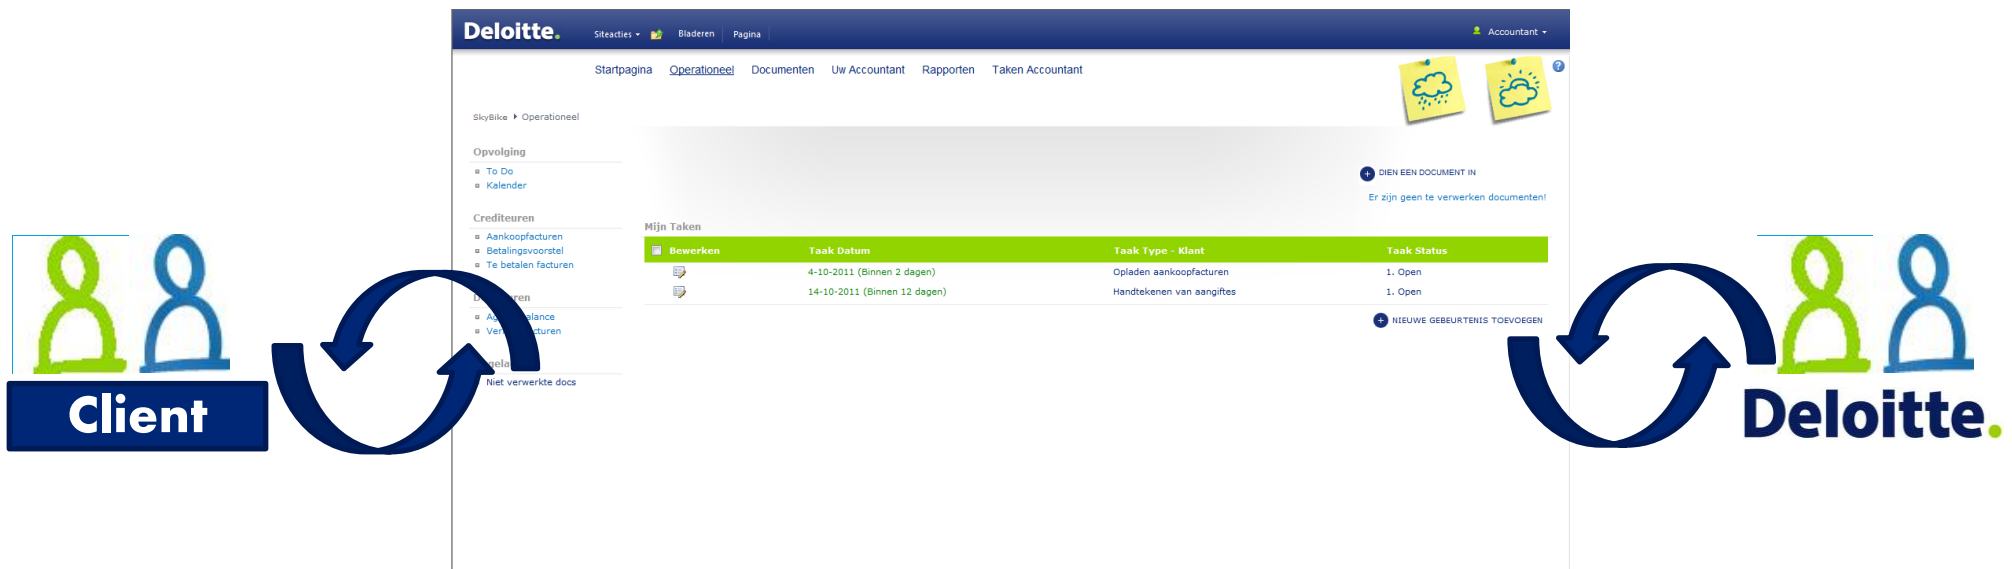 Deloitte.
Siteacties
Bladeren
Pagina
Accountant
Startpagina
Operationeel
Documenten
Uw Accountant
Rapporten
Taken Accountant
SkyBike
Operationeel
Opvolging
To Do
Kalender
DIEN EEN DOCUMENT IN
Er zijn geen te verwerken documenten!
Crediteuren
Aankoopfacturen
Betalingsvoorstel
Te betalen facturen
Mijn Taken
Bewerken Taak Datum Taak Type - Klant Taak Status
4-10-2011 (Binnen 2 dagen) Opladen aankoopfacturen 1. Open
14-10-2011 (Binnen 12 dagen) Handtekenen van aangiftes 1. Open
NIEUWE GEBEURTENIS TOEVOEGEN
Niet verwerkte docs
Client
Deloitte.